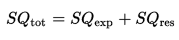 SQ_tot = SQ_exp + SQ_res